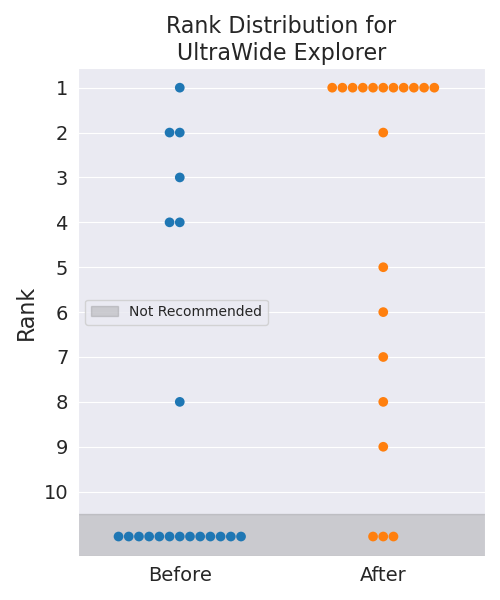 Rank Distribution for
UltraWide Explorer
1
2
3
4
5
6
7
8
9
10
Rank
Not Recommended
Before
After